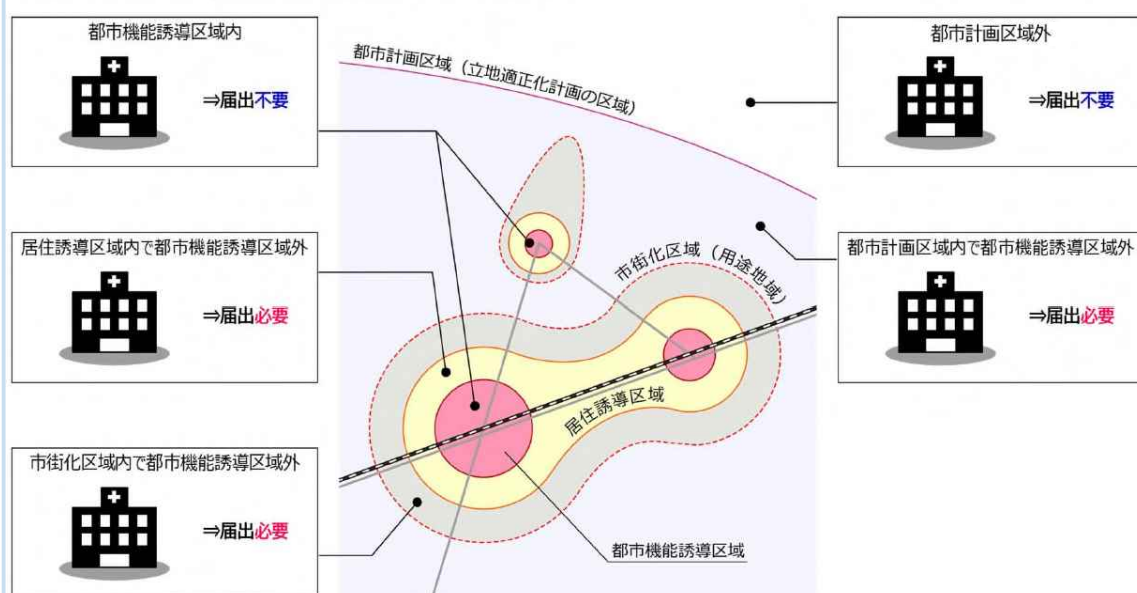 都市機能誘導区域内
⇒届出不要
居住誘導区域内で都市機能誘導区域外
⇒届出必要
市街化区域内で都市機能誘導区域外
⇒届出必要
都市計画区域（立地適正化計画の区域）
市街化区域（用途地域）
居住誘導区域
都市機能誘導区域
都市計画区域外
⇒届出不要
都市計画区域内で都市機能誘導区域外
⇒届出必要